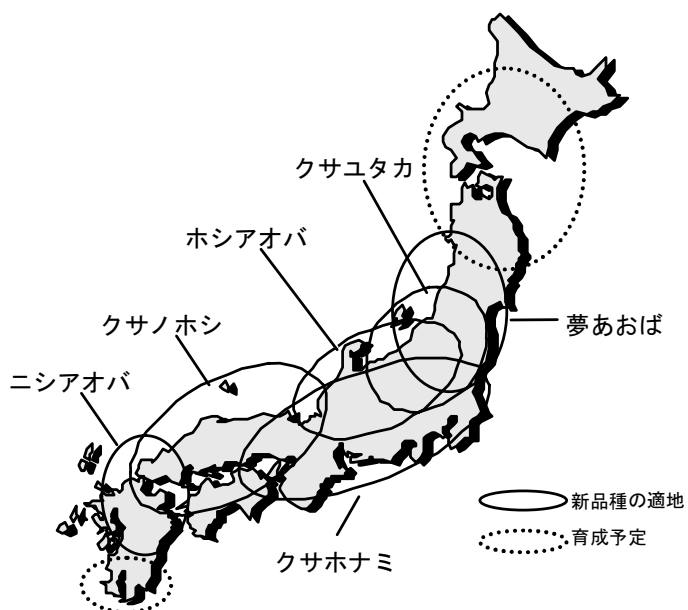 クサユタカ
ホシアオバ
クサノホシ
夢あおば
ニシアオバ
新品種の適地
育成予定
クサホナミ